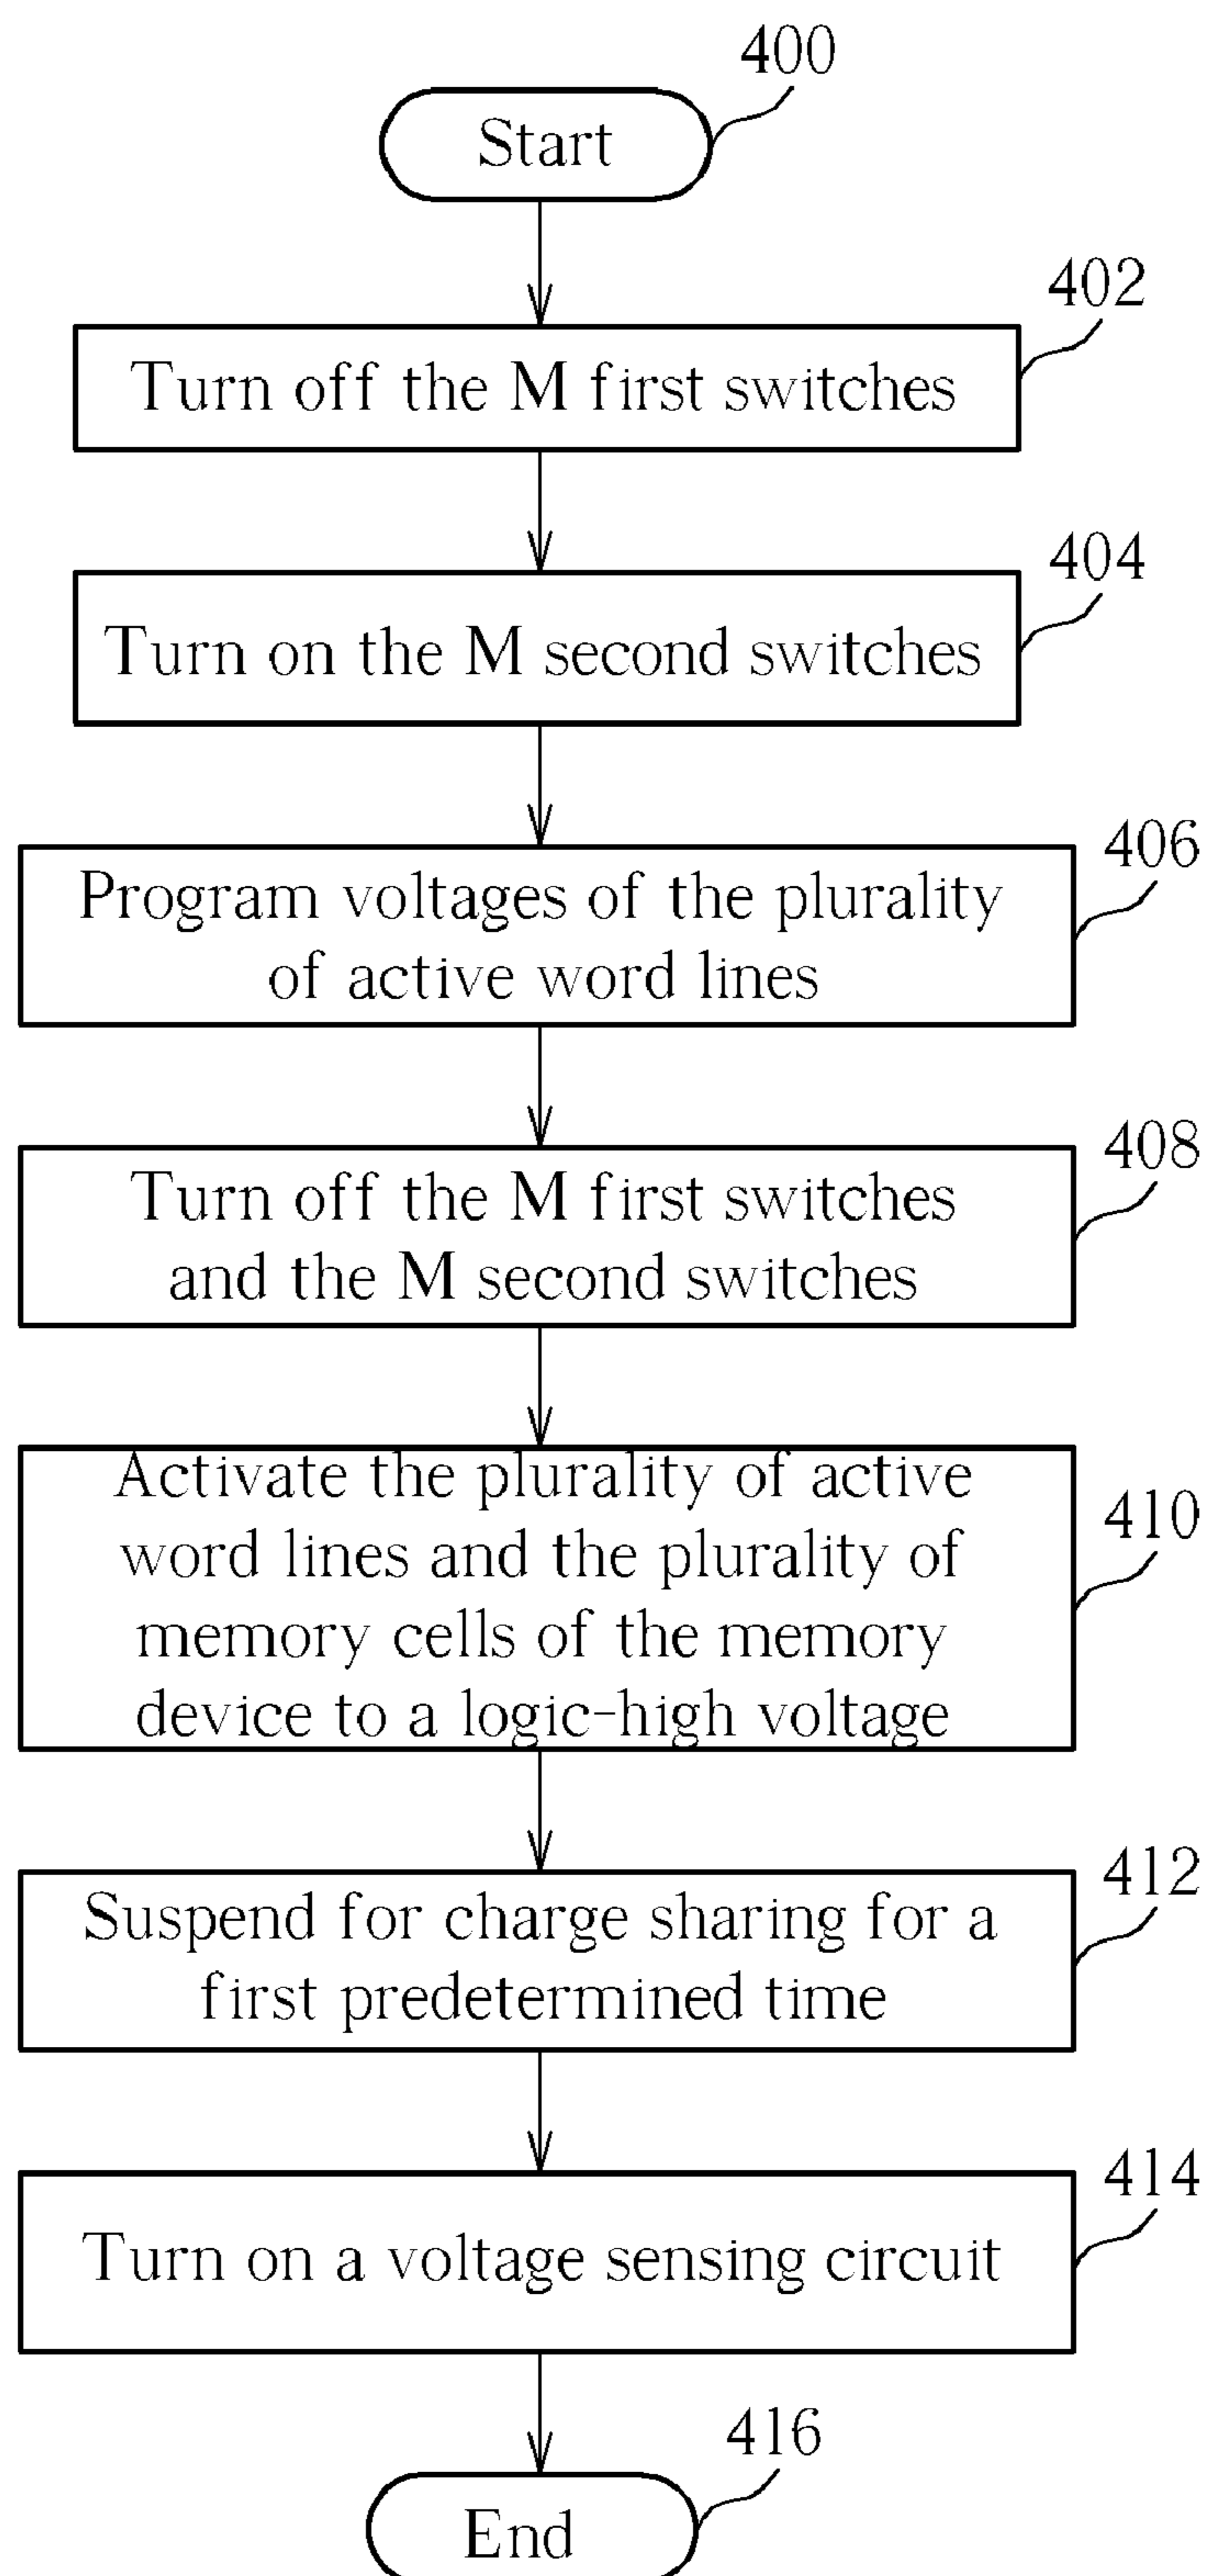 400
Start
402
Turn off the M first switches
404
Turn on the M second switches
406
Program voltages of the plurality
of active word lines
408
Turn off the M first switches
and the M second switches
410
Activate the plurality of active
word lines and the plurality of
memory cells of the memory
device to a logic-high voltage
412
Suspend for charge sharing for a
first predetermined time
414
Turn on a voltage sensing circuit
416
End